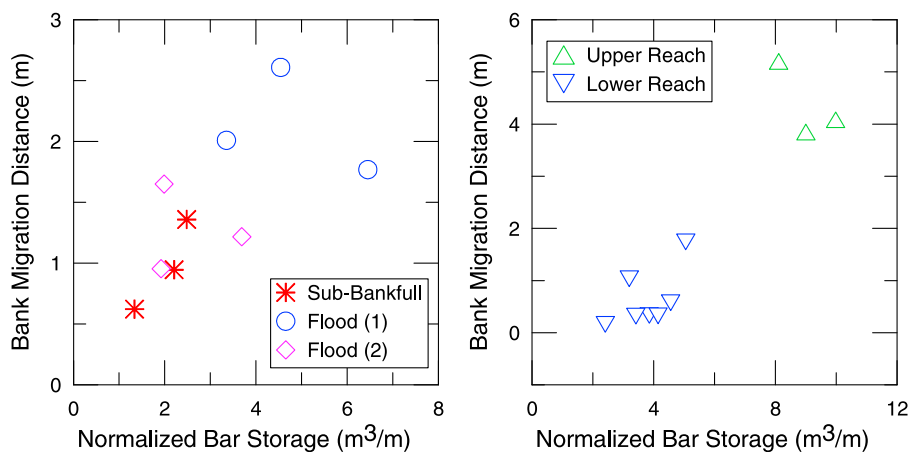 3
2
1
0
Bank Migration Distance (m)
0
2
4
6
8
Normalized Bar Storage (m³/m)
Sub-Bankfull
Flood (1)
Flood (2)
6
4
2
0
Bank Migration Distance (m)
0
4
8
12
Normalized Bar Storage (m³/m)
Upper Reach
Lower Reach